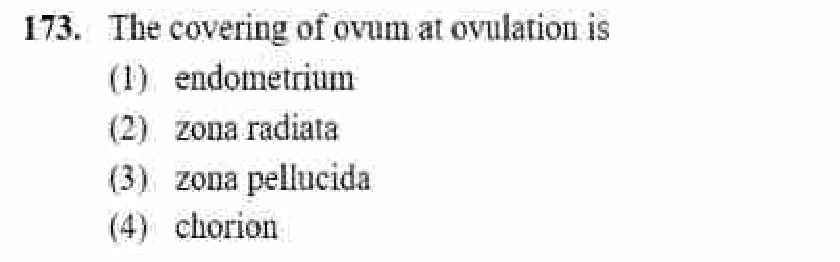 173. The covering of ovum at ovulation is
(1) endometrium
(2) zona radiata
(3) zona pellucida
(4) chorion